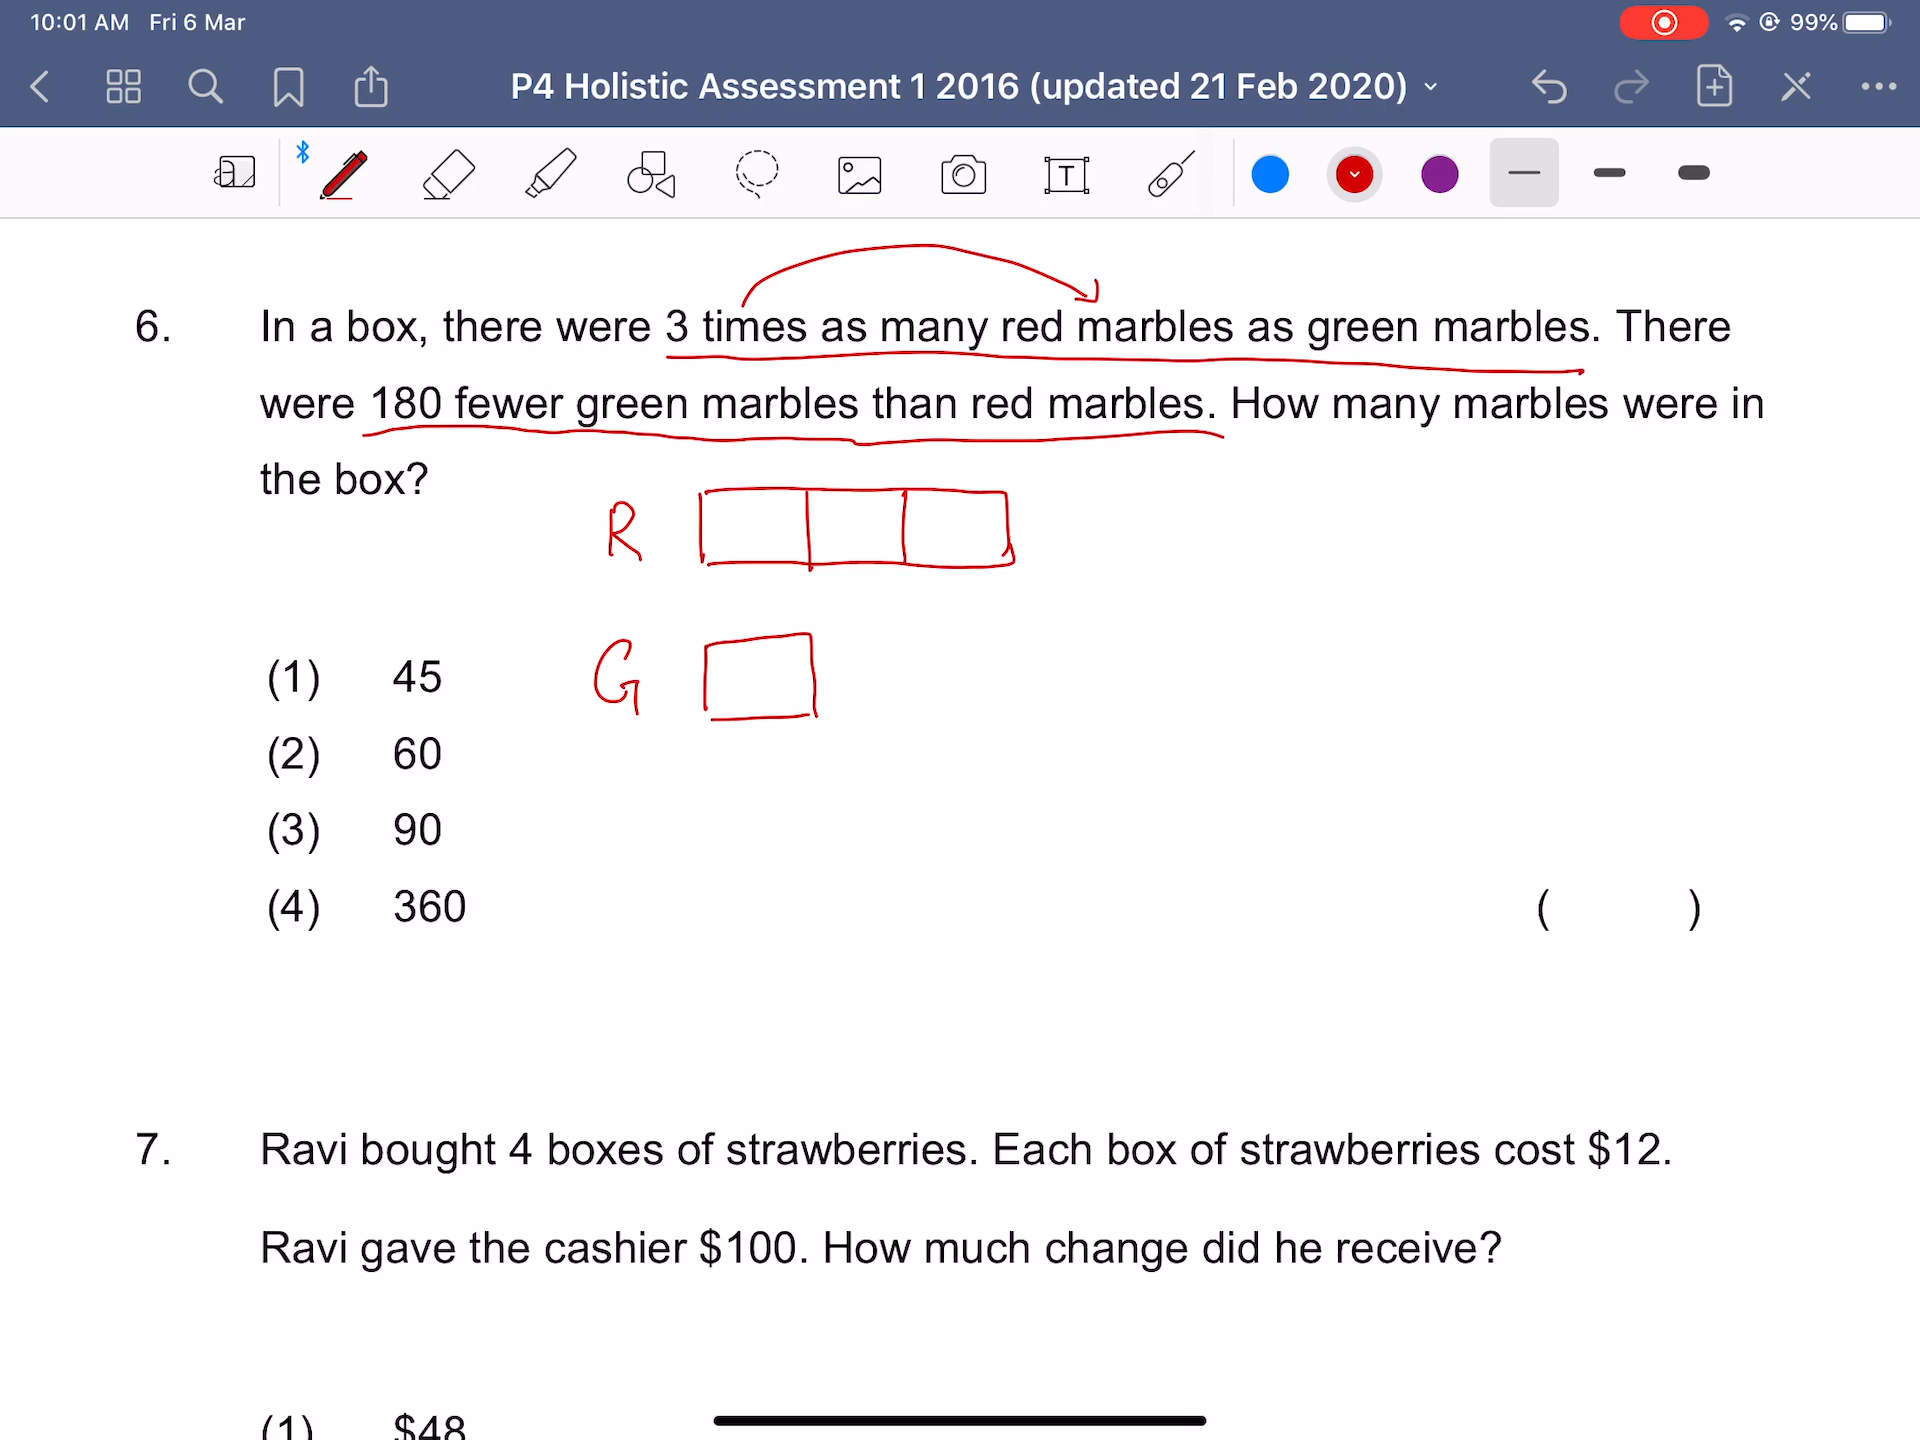 10:01 AM Fri 6 Mar
99%
P4 Holistic Assessment 1 2016 (updated 21 Feb 2020)
6. In a box, there were 3 times as many red marbles as green marbles. There
were 180 fewer green marbles than red marbles. How many marbles were in
the box?
R
G
(1) 45
(2) 60
(3) 90
(4) 360 ( )
7. Ravi bought 4 boxes of strawberries. Each box of strawberries cost $12.
Ravi gave the cashier $100. How much change did he receive?
(1) $48